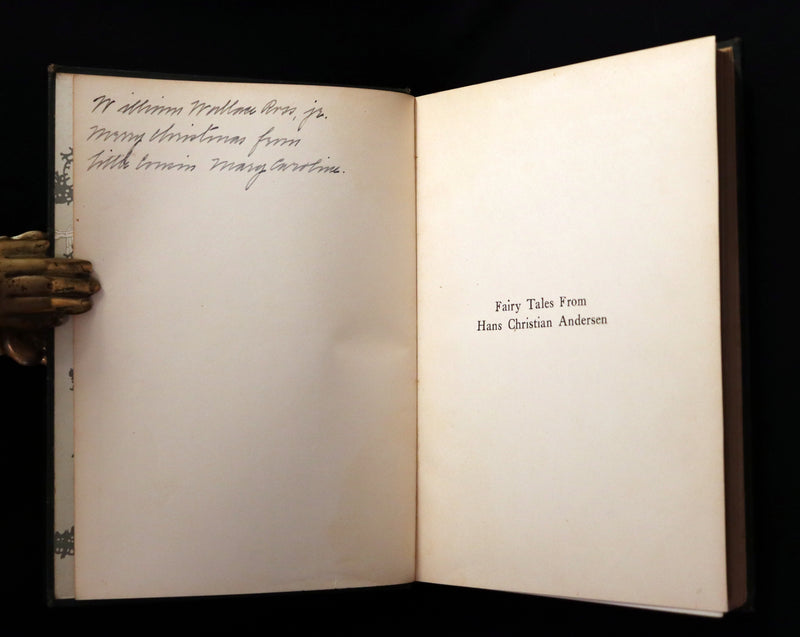 William Wallace Ross, jr.
Merry Christmas from
little Cousin Mary Caroline.
Fairy Tales From
Hans Christian Andersen